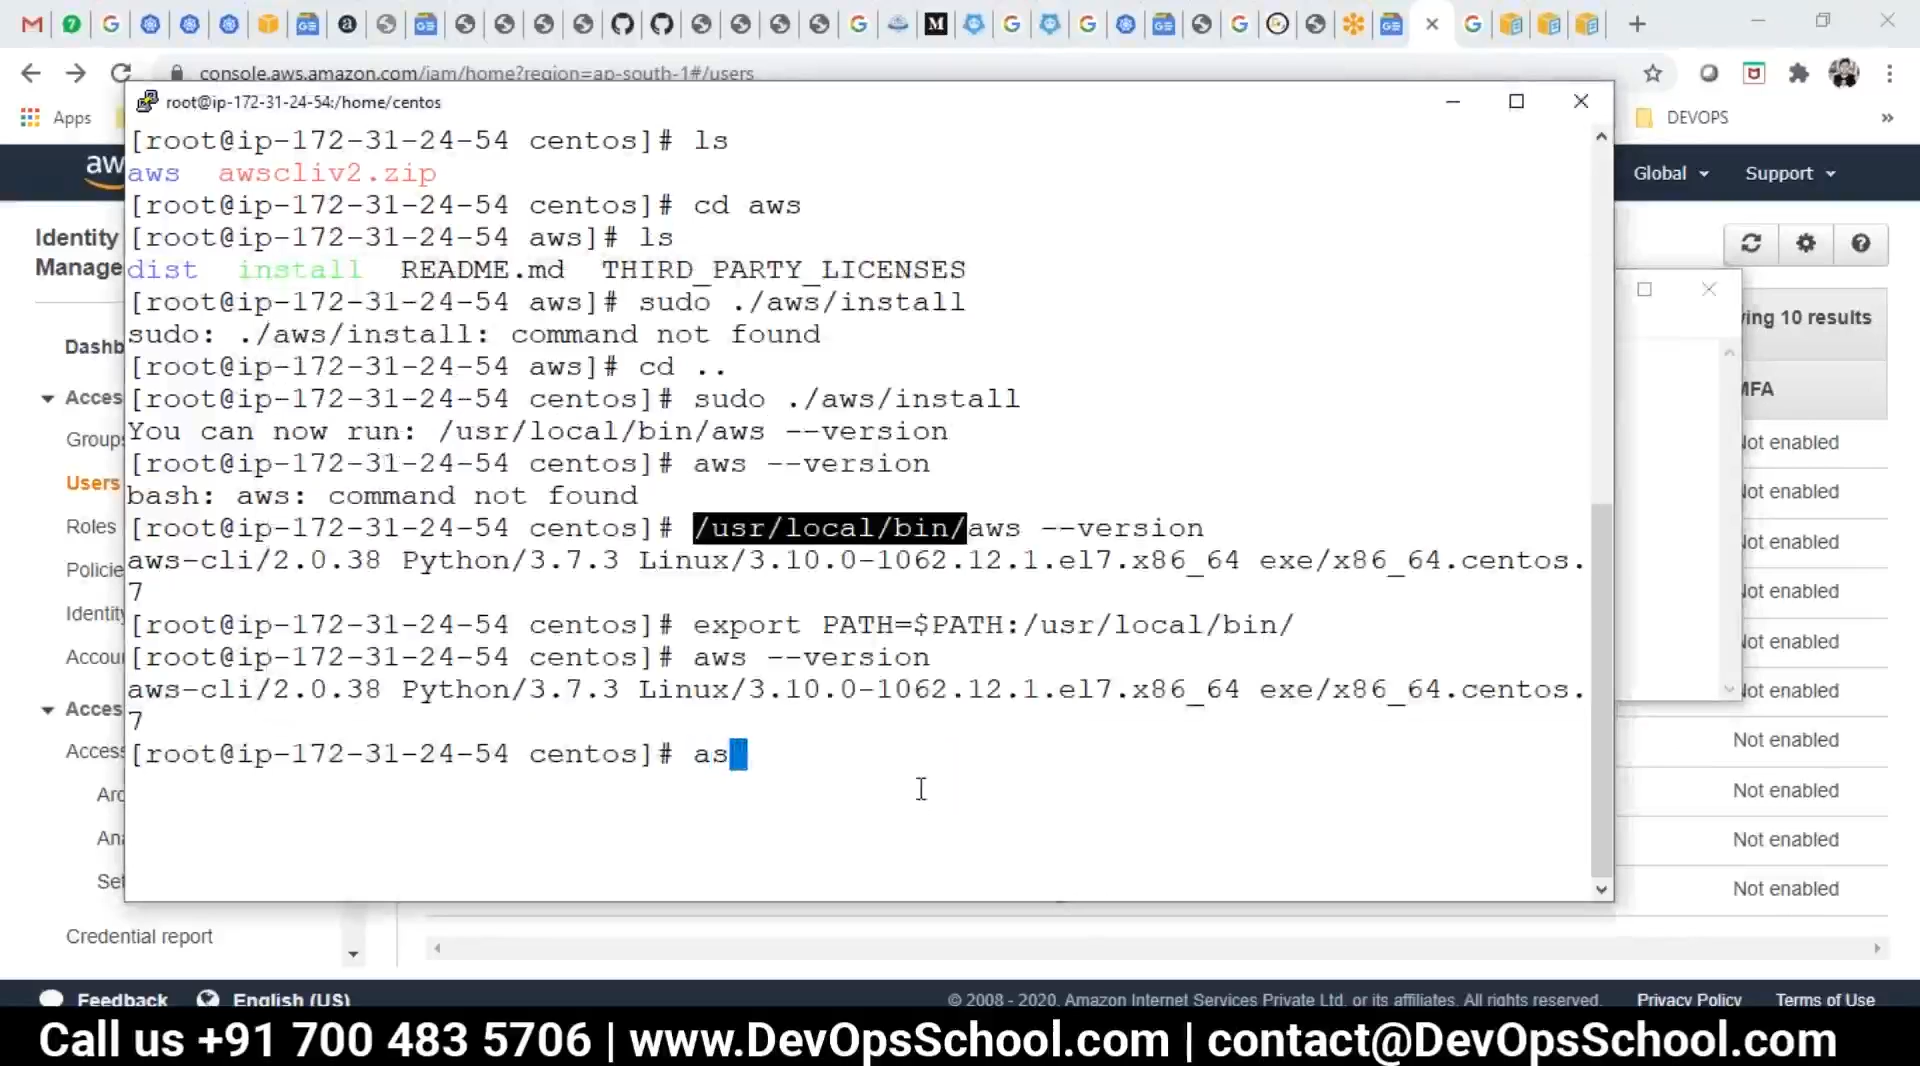 console.aws.amazon.com/iam/home?region=ap-south-1#/users
Apps
DEVOPS
root@ip-172-31-24-54:/home/centos
[root@ip-172-31-24-54 centos]# ls
aws awscliv2.zip
[root@ip-172-31-24-54 centos]# cd aws
[root@ip-172-31-24-54 aws]# ls
dist install README.md THIRD_PARTY_LICENSES
[root@ip-172-31-24-54 aws]# sudo ./aws/install
sudo: ./aws/install: command not found
[root@ip-172-31-24-54 aws]# cd ..
[root@ip-172-31-24-54 centos]# sudo ./aws/install
You can now run: /usr/local/bin/aws --version
[root@ip-172-31-24-54 centos]# aws --version
bash: aws: command not found
[root@ip-172-31-24-54 centos]# /usr/local/bin/aws --version
aws-cli/2.0.38 Python/3.7.3 Linux/3.10.0-1062.12.1.el7.x86_64 exe/x86_64.centos.
7
[root@ip-172-31-24-54 centos]# export PATH=$PATH:/usr/local/bin/
[root@ip-172-31-24-54 centos]# aws --version
aws-cli/2.0.38 Python/3.7.3 Linux/3.10.0-1062.12.1.el7.x86_64 exe/x86_64.centos.
7
[root@ip-172-31-24-54 centos]# as
aw
Global
Support
Identity
Manage
Dashb
Acces
Groups
Users
Roles
Policie
Identity
Accou
Acces
Access
Arc
Ana
Set
Credential report
ving 10 results
MFA
Not enabled
Not enabled
Not enabled
Not enabled
Not enabled
Not enabled
Not enabled
Not enabled
Not enabled
Not enabled
Feedback
English (US)
© 2008 - 2020, Amazon Internet Services Private Ltd. or its affiliates. All rights reserved.
Privacy Policy
Terms of Use
Call us +91 700 483 5706 | www.DevOpsSchool.com | contact@DevOpsSchool.com